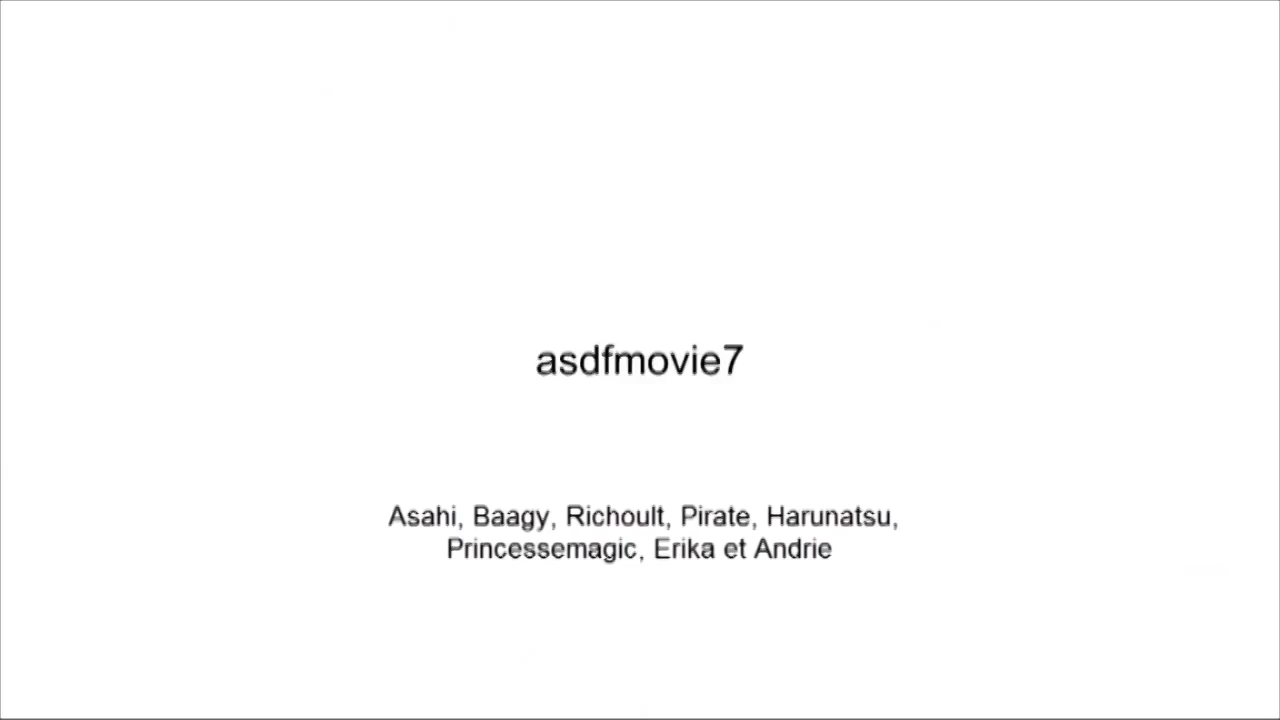 asdfmovie7
Asahi, Baagy, Richoult, Pirate, Harunatsu,
Princessemagic, Erika et Andrie